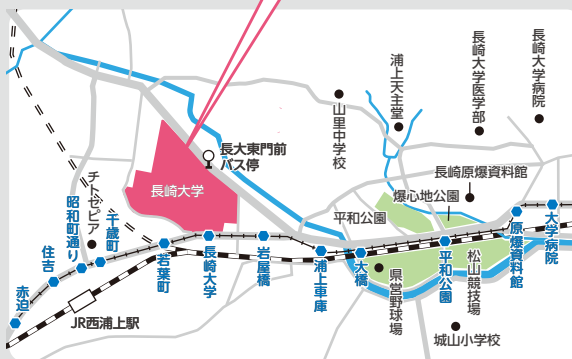 長崎大学病院
長崎大学医学部
浦上天主堂
山里中学校
長大東門前
バス停
長崎大学
チトセピア
長崎原爆資料館
爆心地公園
平和公園
大学病院
原爆資料館
松山競技場
平和公園
県営野球場
大橋
浦上車庫
岩屋橋
長崎大学
若葉町
千歳町
昭和町通り
住吉
赤迫
JR西浦上駅
城山小学校